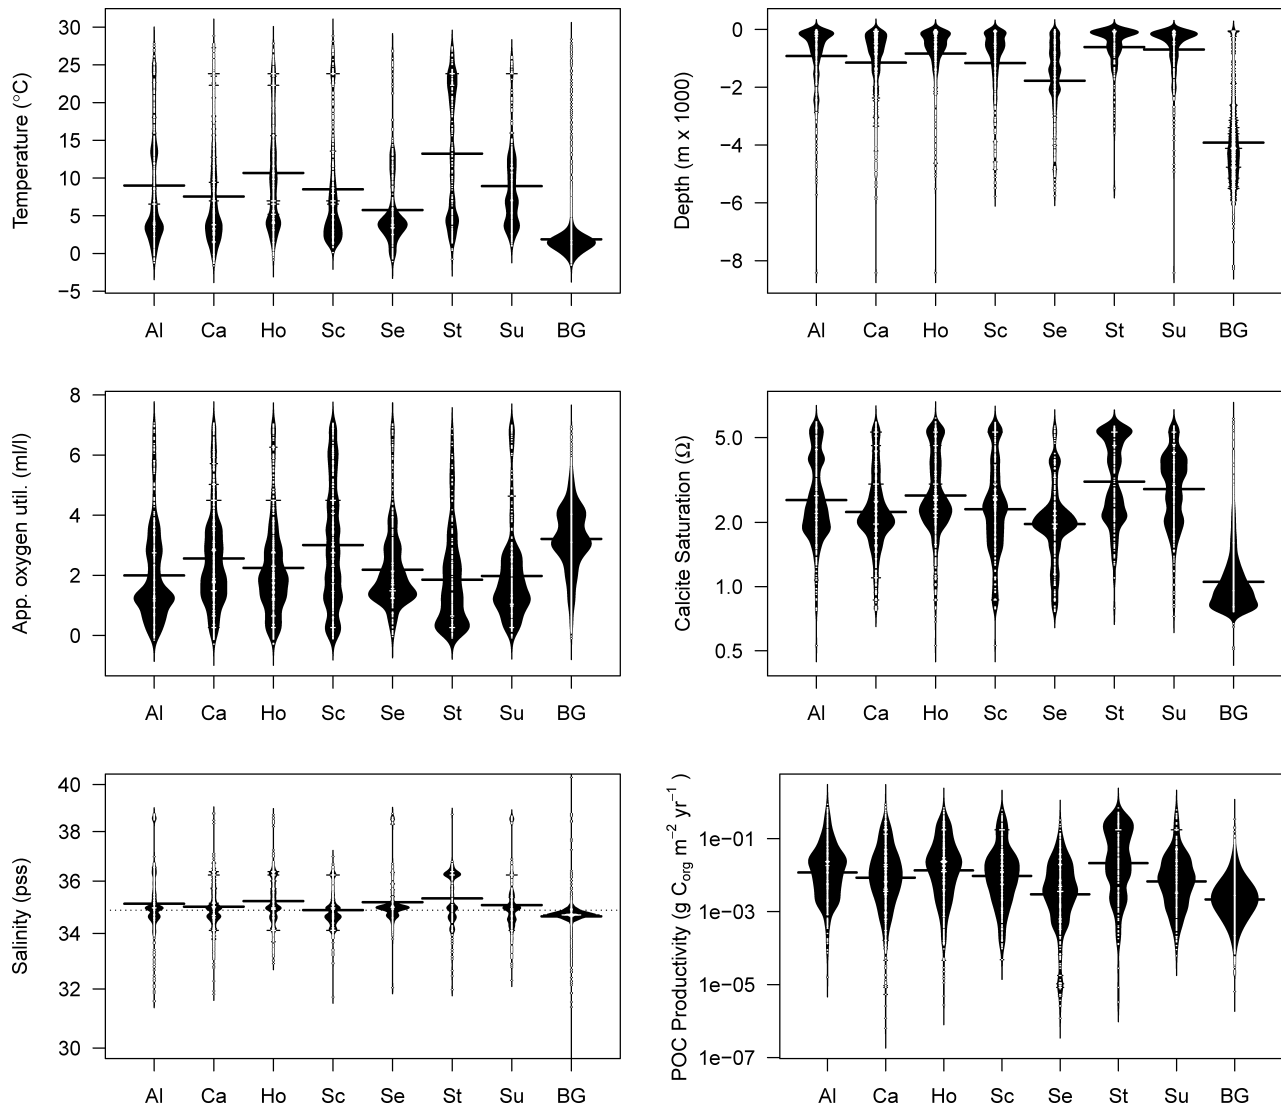 Temperature (°C)
30
25
20
15
10
5
0
−5
Al Ca Ho Sc Se St Su BG
Depth (m x 1000)
0
−2
−4
−6
−8
Al Ca Ho Sc Se St Su BG
App. oxygen util. (ml/l)
8
6
4
2
0
Al Ca Ho Sc Se St Su BG
Calcite Saturation (Ω)
5.0
2.0
1.0
0.5
Al Ca Ho Sc Se St Su BG
Salinity (pss)
40
38
36
34
32
30
Al Ca Ho Sc Se St Su BG
POC Productivity (g Corg m−2 yr−1 )
1e−01
1e−03
1e−05
1e−07
Al Ca Ho Sc Se St Su BG